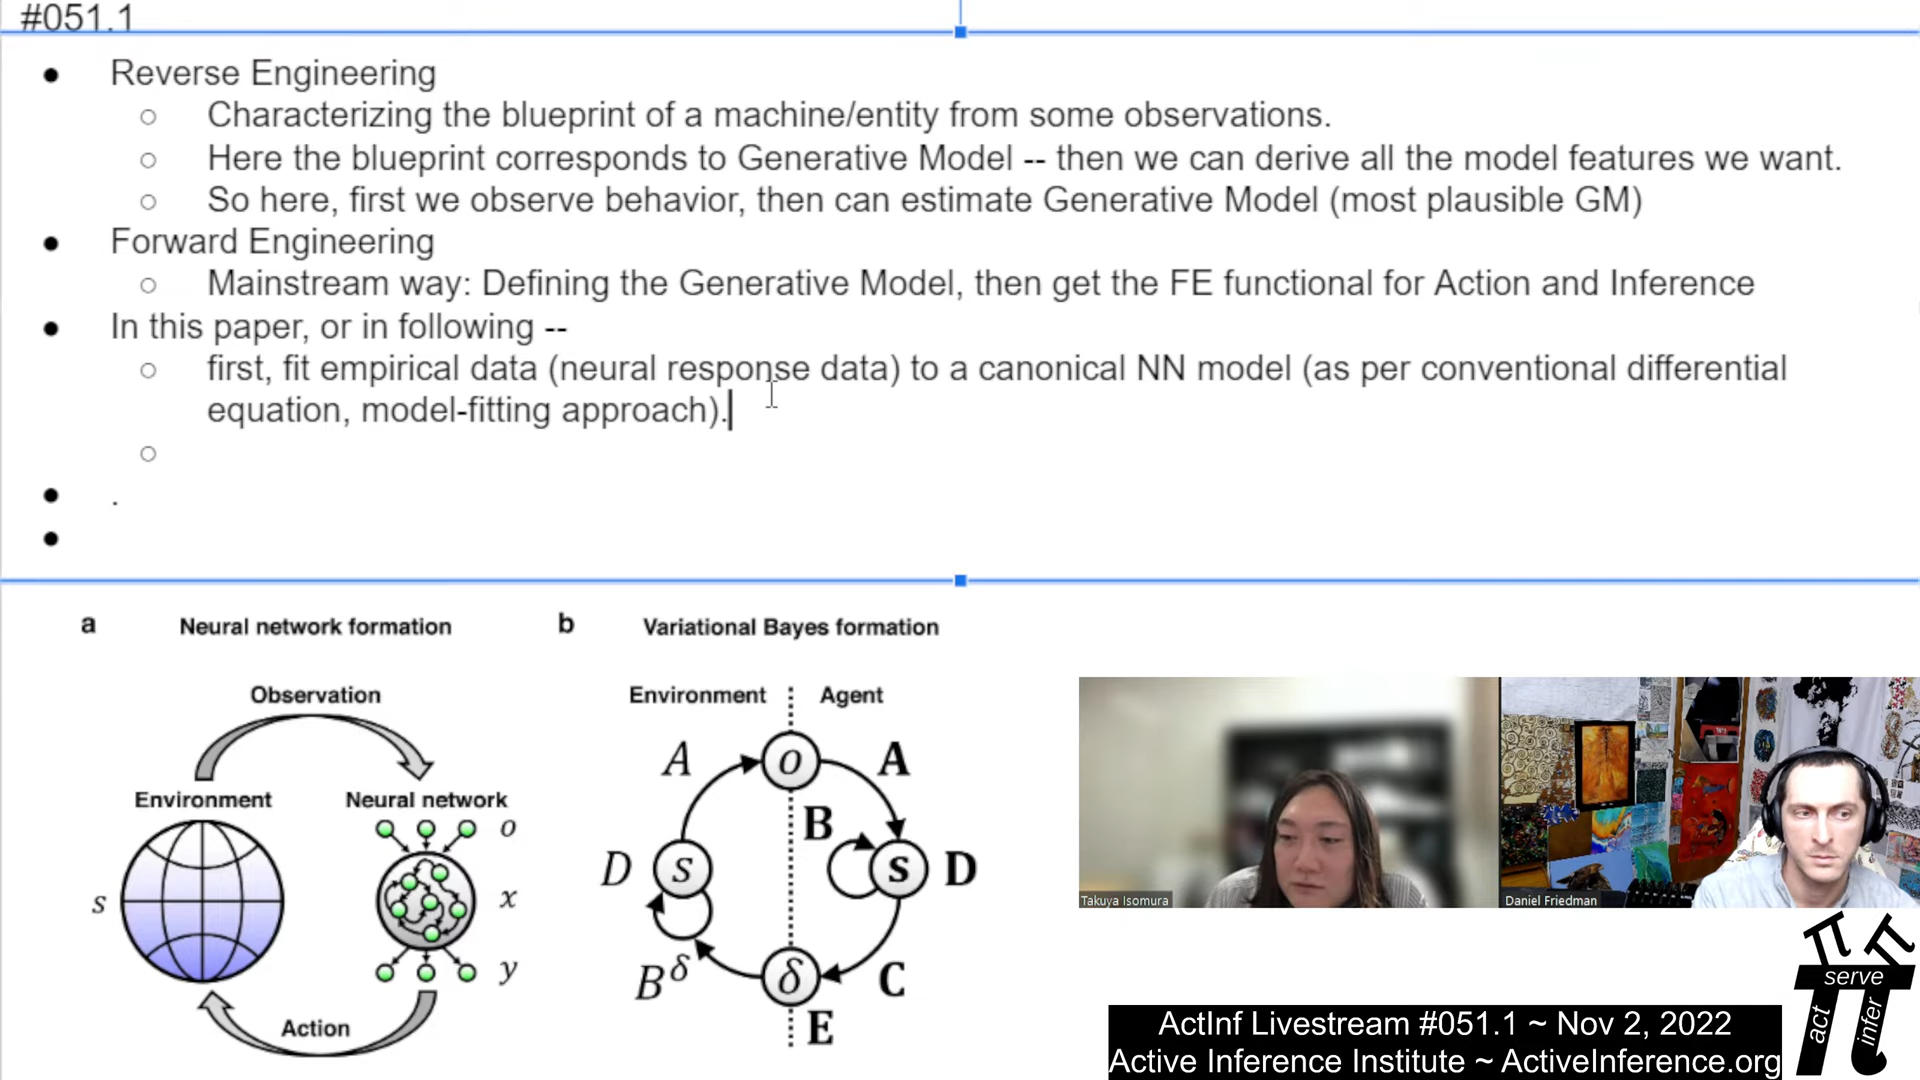 #051.1
● Reverse Engineering
○ Characterizing the blueprint of a machine/entity from some observations.
○ Here the blueprint corresponds to Generative Model -- then we can derive all the model features we want.
○ So here, first we observe behavior, then can estimate Generative Model (most plausible GM)
● Forward Engineering
○ Mainstream way: Defining the Generative Model, then get the FE functional for Action and Inference
● In this paper, or in following --
○ first, fit empirical data (neural response data) to a canonical NN model (as per conventional differential
equation, model-fitting approach).
○
● .
●
a Neural network formation
Observation
Environment Neural network
o
s
x
y
Action
b Variational Bayes formation
Environment Agent
A o A
B
D s s D
B^δ δ C
E
Takuya Isomura
Daniel Friedman
serve
act
infer
ActInf Livestream #051.1 ~ Nov 2, 2022
Active Inference Institute ~ ActiveInference.org